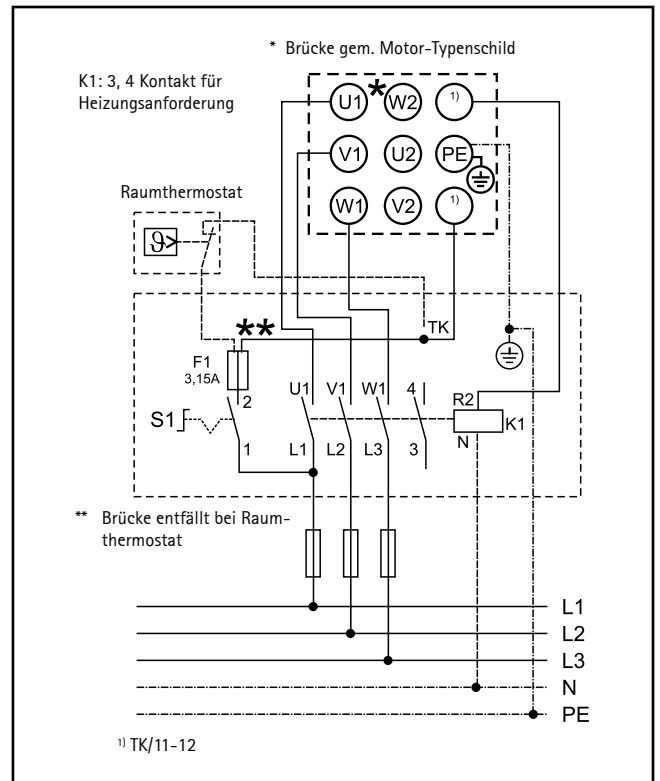 * Brücke gem. Motor-Typenschild
K1: 3, 4 Kontakt für
Heizungsanforderung
U1 * W2 1)
V1 U2 PE
W1 V2 1)
Raumthermostat
ϑ>
**
TK
F1
3,15A
2
U1 V1 W1 4
R2
S1
K1
N
1 L1 L2 L3 3
** Brücke entfällt bei Raum-
thermostat
L1
L2
L3
N
PE
1) TK/11-12